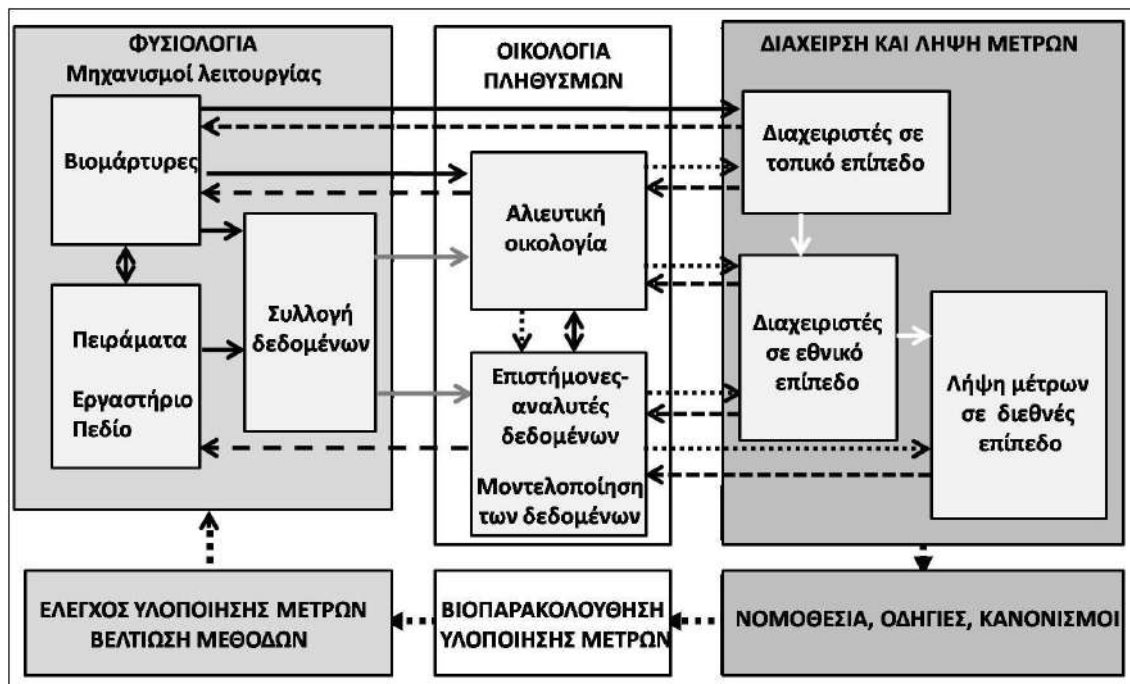 ΦΥΣΙΟΛΟΓΙΑ
Μηχανισμοί λειτουργίας
Βιομάρτυρες
Πειράματα
Εργαστήριο
Πεδίο
Συλλογή
δεδομένων
ΟΙΚΟΛΟΓΙΑ
ΠΛΗΘΥΣΜΩΝ
Αλιευτική
οικολογία
Επιστήμονες-
αναλυτές
δεδομένων
Μοντελοποίηση
των δεδομένων
ΔΙΑΧΕΙΡΣΗ ΚΑΙ ΛΗΨΗ ΜΕΤΡΩΝ
Διαχειριστές σε
τοπικό επίπεδο
Διαχειριστές
σε εθνικό
επίπεδο
Λήψη μέτρων
σε διεθνές
επίπεδο
ΕΛΕΓΧΟΣ ΥΛΟΠΟΙΗΣΗΣ ΜΕΤΡΩΝ
ΒΕΛΤΙΩΣΗ ΜΕΘΟΔΩΝ
ΒΙΟΠΑΡΑΚΟΛΟΥΘΗΣΗ
ΥΛΟΠΟΙΗΣΗΣ ΜΕΤΡΩΝ
ΝΟΜΟΘΕΣΙΑ, ΟΔΗΓΙΕΣ, ΚΑΝΟΝΙΣΜΟΙ